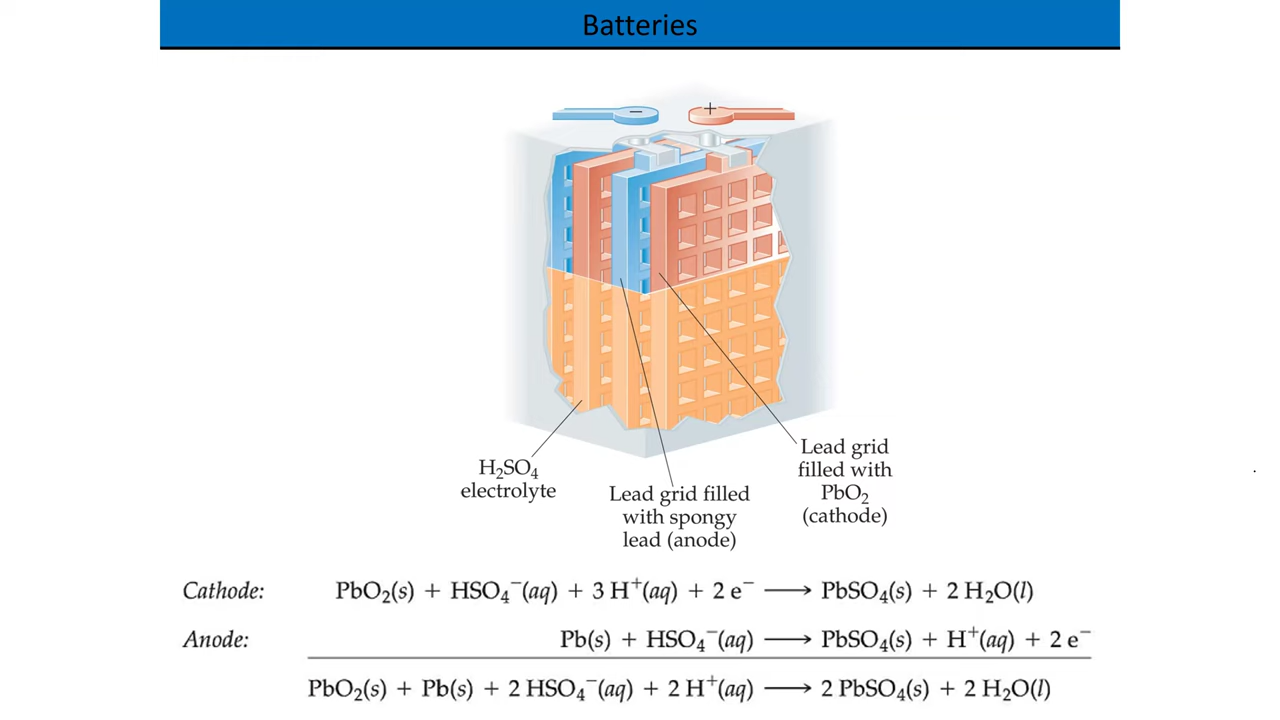 Batteries
−
+
H₂SO₄
electrolyte
Lead grid filled
with spongy
lead (anode)
Lead grid
filled with
PbO₂
(cathode)
Cathode: PbO₂(s) + HSO₄⁻(aq) + 3 H⁺(aq) + 2 e⁻ ⟶ PbSO₄(s) + 2 H₂O(l)
Anode: Pb(s) + HSO₄⁻(aq) ⟶ PbSO₄(s) + H⁺(aq) + 2 e⁻
PbO₂(s) + Pb(s) + 2 HSO₄⁻(aq) + 2 H⁺(aq) ⟶ 2 PbSO₄(s) + 2 H₂O(l)